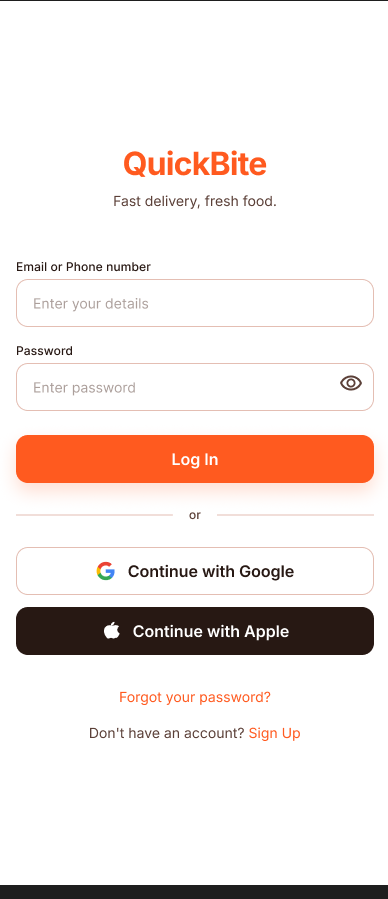 QuickBite
Fast delivery, fresh food.
Email or Phone number
Enter your details
Password
Enter password
Log In
or
Continue with Google
Continue with Apple
Forgot your password?
Don't have an account? Sign Up